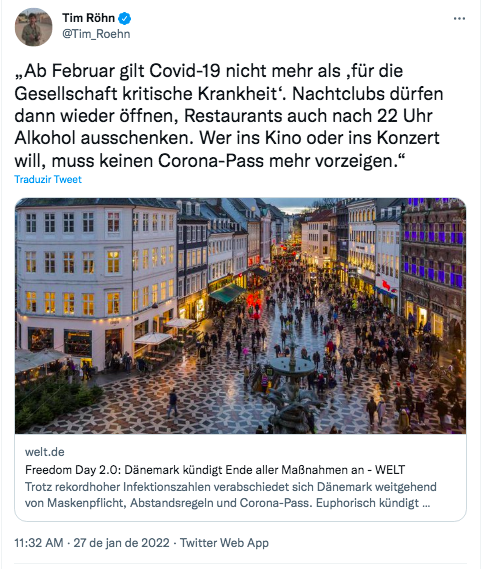 Tim Röhn
@Tim_Roehn
„Ab Februar gilt Covid-19 nicht mehr als ‚für die
Gesellschaft kritische Krankheit‘. Nachtclubs dürfen
dann wieder öffnen, Restaurants auch nach 22 Uhr
Alkohol ausschenken. Wer ins Kino oder ins Konzert
will, muss keinen Corona-Pass mehr vorzeigen.“
Traduzir Tweet
welt.de
Freedom Day 2.0: Dänemark kündigt Ende aller Maßnahmen an - WELT
Trotz rekordhoher Infektionszahlen verabschiedet sich Dänemark weitgehend
von Maskenpflicht, Abstandsregeln und Corona-Pass. Euphorisch kündigt ...
11:32 AM · 27 de jan de 2022 · Twitter Web App